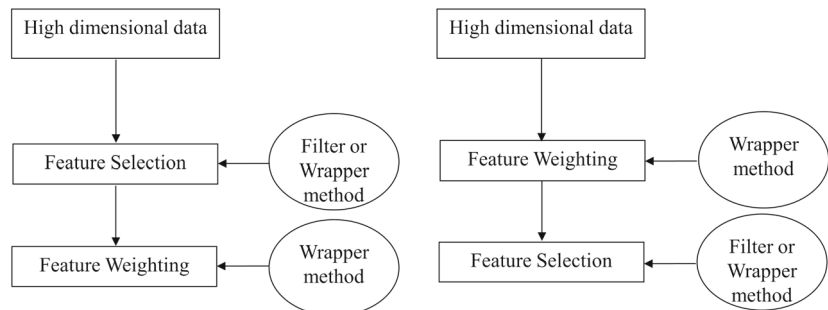 High dimensional data
Feature Selection
Filter or
Wrapper
method
Feature Weighting
Wrapper
method
High dimensional data
Feature Weighting
Wrapper
method
Feature Selection
Filter or
Wrapper
method